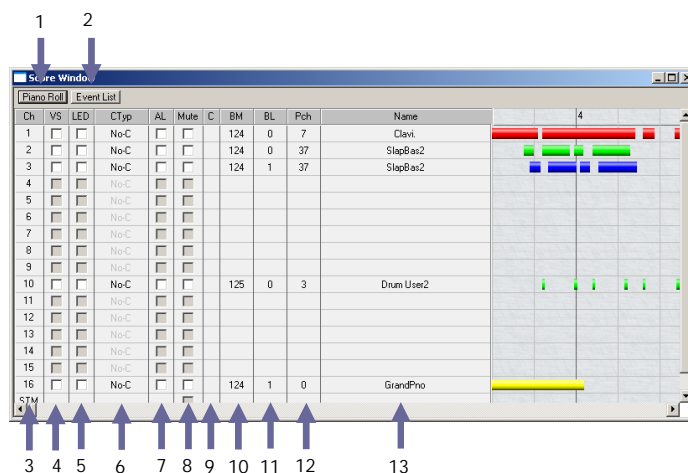 1 2
Score Window
Piano Roll Event List
Ch VS LED CTyp AL Mute C BM BL Pch Name 4
1 No-C 124 0 7 Clavi.
2 No-C 124 0 37 SlapBas2
3 No-C 124 1 37 SlapBas2
4 No-C
5 No-C
6 No-C
7 No-C
8 No-C
9 No-C
10 No-C 125 0 3 Drum User2
11 No-C
12 No-C
13 No-C
14 No-C
15 No-C
16 No-C 124 1 0 GrandPno
STM
3 4 5 6 7 8 9 10 11 12 13